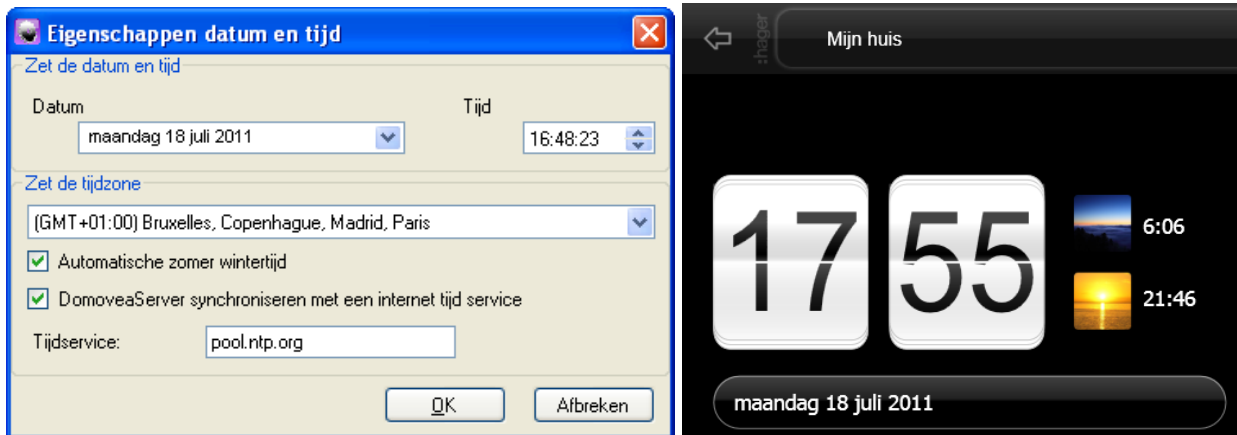 Eigenschappen datum en tijd
Zet de datum en tijd
Datum
Tijd
maandag 18 juli 2011
16:48:23
Zet de tijdzone
(GMT+01:00) Bruxelles, Copenhague, Madrid, Paris
Automatische zomer wintertijd
DomoveaServer synchroniseren met een internet tijd service
Tijdservice:
pool.ntp.org
OK
Afbreken
:hager
Mijn huis
17 55
6:06
21:46
maandag 18 juli 2011